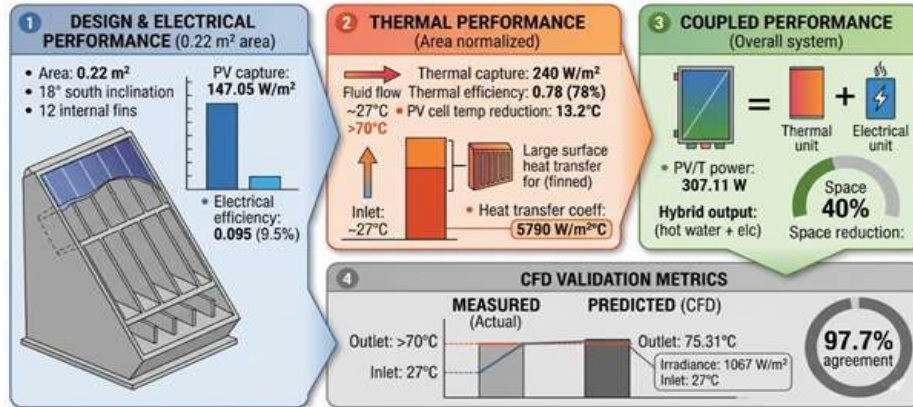 1 DESIGN & ELECTRICAL
PERFORMANCE (0.22 m² area)
• Area: 0.22 m²
• 18° south inclination
• 12 internal fins
PV capture:
147.05 W/m²
• Electrical
efficiency:
0.095 (9.5%)
2 THERMAL PERFORMANCE
(Area normalized)
Fluid flow
~27°C
>70°C
Inlet:
~27°C
Thermal capture: 240 W/m²
Thermal efficiency: 0.78 (78%)
• PV cell temp reduction: 13.2°C
Large surface
heat transfer
for (finned)
• Heat transfer coeff:
5790 W/m²°C
3 COUPLED PERFORMANCE
(Overall system)
=
+
Thermal
unit
Electrical
unit
• PV/T power:
307.11 W
Hybrid output:
(hot water + elc)
Space
40%
Space reduction:
4 CFD VALIDATION METRICS
MEASURED
(Actual)
PREDICTED (CFD)
Outlet: >70°C
Inlet: 27°C
Outlet: 75.31°C
Irradiance: 1067 W/m²
Inlet: 27°C
97.7%
agreement